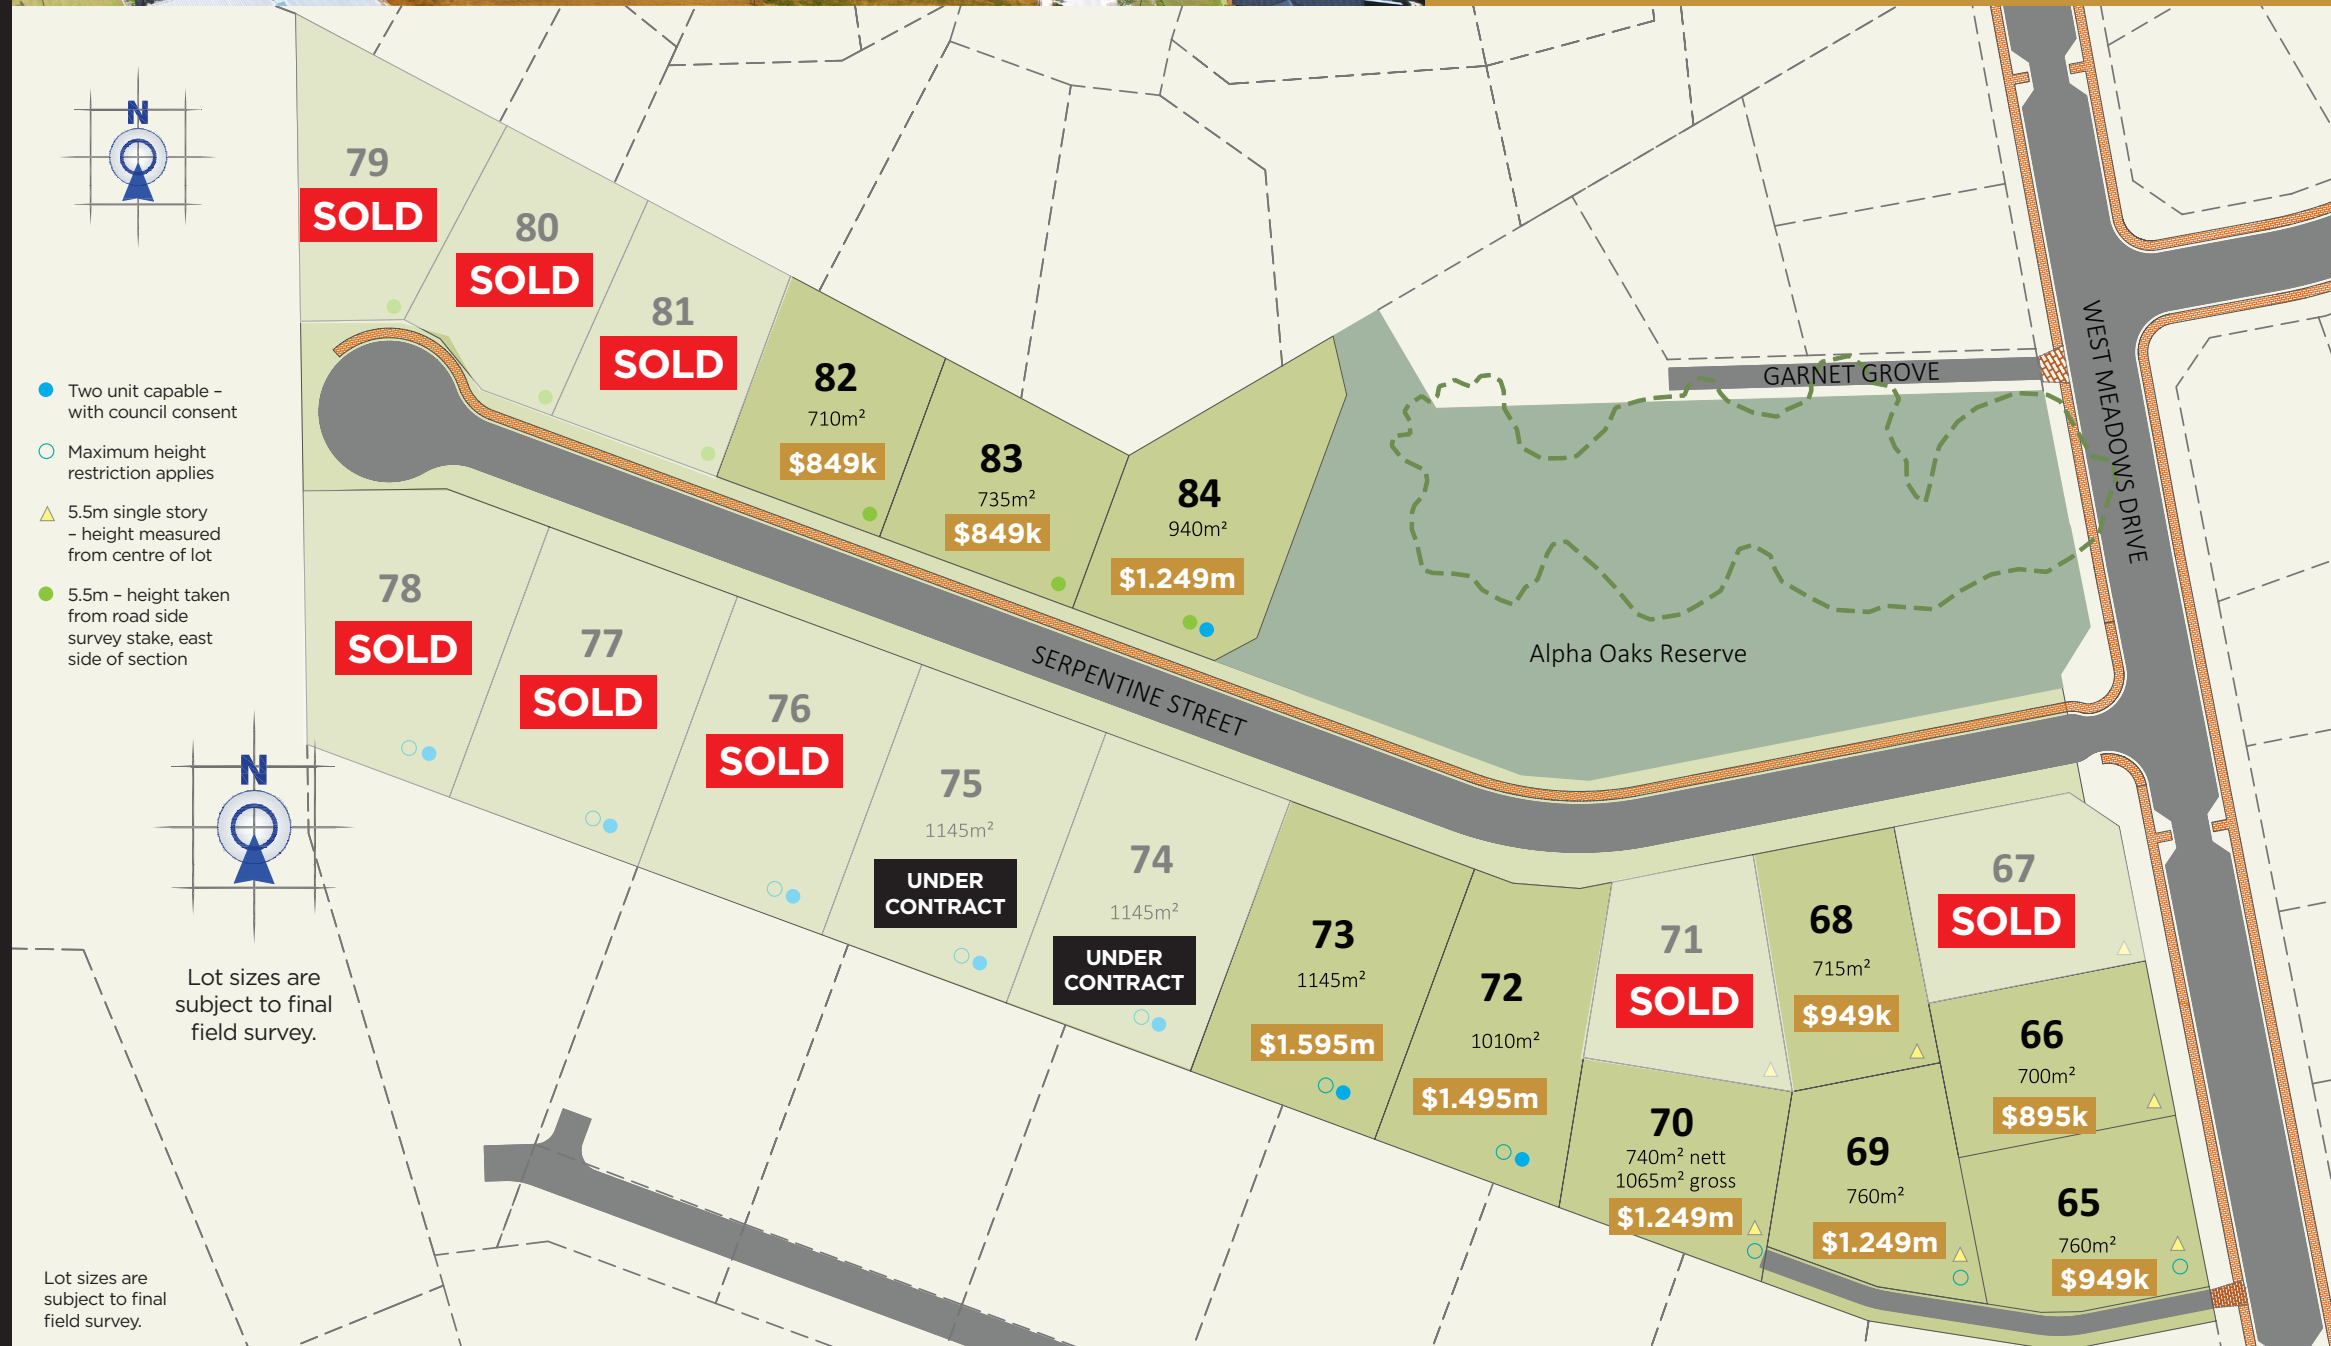 N
79
SOLD
80
SOLD
81
SOLD
82
710m²
$849k
83
735m²
$849k
84
940m²
$1.249m
GARNET GROVE
WEST MEADOWS DRIVE
Alpha Oaks Reserve
SERPENTINE STREET
Two unit capable –
with council consent
Maximum height
restriction applies
5.5m single story
– height measured
from centre of lot
5.5m – height taken
from road side
survey stake, east
side of section
N
Lot sizes are
subject to final
field survey.
Lot sizes are
subject to final
field survey.
78
SOLD
77
SOLD
76
SOLD
75
1145m²
UNDER
CONTRACT
74
1145m²
UNDER
CONTRACT
73
1145m²
$1.595m
72
1010m²
$1.495m
71
SOLD
68
715m²
$949k
67
SOLD
66
700m²
$895k
70
740m² nett
1065m² gross
$1.249m
69
760m²
$1.249m
65
760m²
$949k